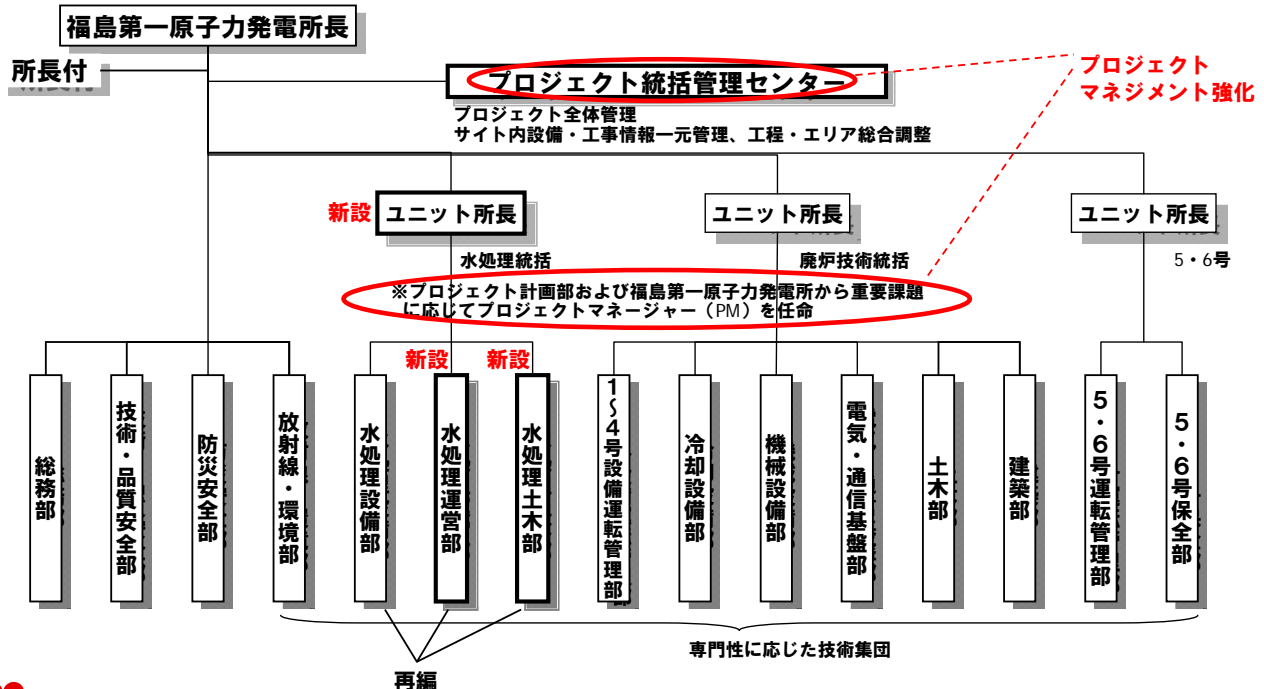 福島第一原子力発電所長
所長付
プロジェクト統括管理センター
プロジェクト
マネジメント強化
プロジェクト全体管理
サイト内設備・工事情報一元管理、工程・エリア総合調整
新設
ユニット所長
ユニット所長
ユニット所長
水処理統括
廃炉技術統括
5・6号
※プロジェクト計画部および福島第一原子力発電所から重要課題
に応じてプロジェクトマネージャー（PM）を任命
新設
新設
総務部
技術・品質安全部
防災安全部
放射線・環境部
水処理設備部
水処理運営部
水処理土木部
1～4号設備運転管理部
冷却設備部
機械設備部
電気・通信基盤部
土木部
建築部
5・6号運転管理部
5・6号保全部
専門性に応じた技術集団
再編